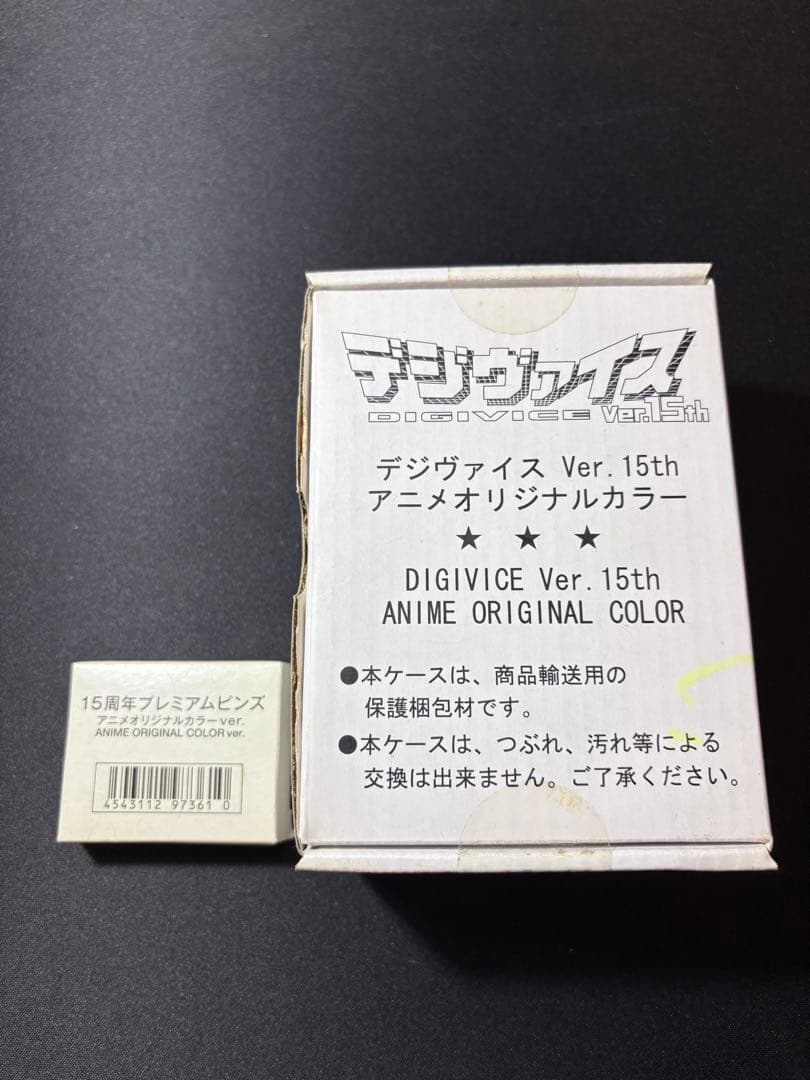 デジヴァイス
DIGIVICE ver.15th
デジヴァイス Ver.15th
アニメオリジナルカラー
★ ★ ★
DIGIVICE Ver.15th
ANIME ORIGINAL COLOR
●本ケースは、商品輸送用の
保護梱包材です。
●本ケースは、つぶれ、汚れ等による
交換は出来ません。ご了承ください。
15周年プレミアムピンズ
アニメオリジナルカラーver.
ANIME ORIGINAL COLOR ver.
4543112 97361 0